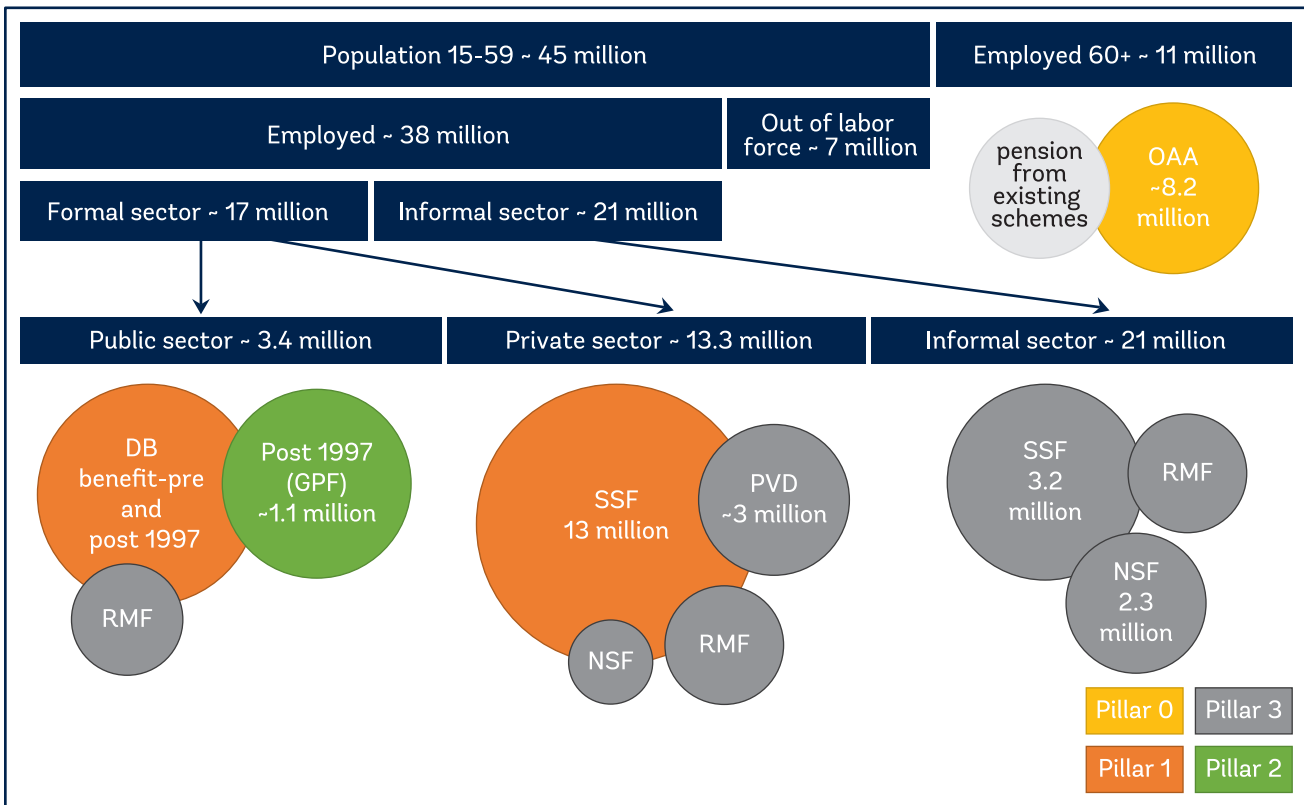 Population 15-59 ~ 45 million
Employed 60+ ~ 11 million
Employed ~ 38 million
Out of labor
force ~ 7 million
pension
from
existing
schemes
OAA
~8.2
million
Formal sector ~ 17 million
Informal sector ~ 21 million
Public sector ~ 3.4 million
Private sector ~ 13.3 million
Informal sector ~ 21 million
DB
benefit-pre
and
post 1997
Post 1997
(GPF)
~1.1 million
RMF
SSF
13 million
PVD
~3 million
NSF
RMF
SSF
3.2
million
RMF
NSF
2.3
million
Pillar 0
Pillar 3
Pillar 1
Pillar 2